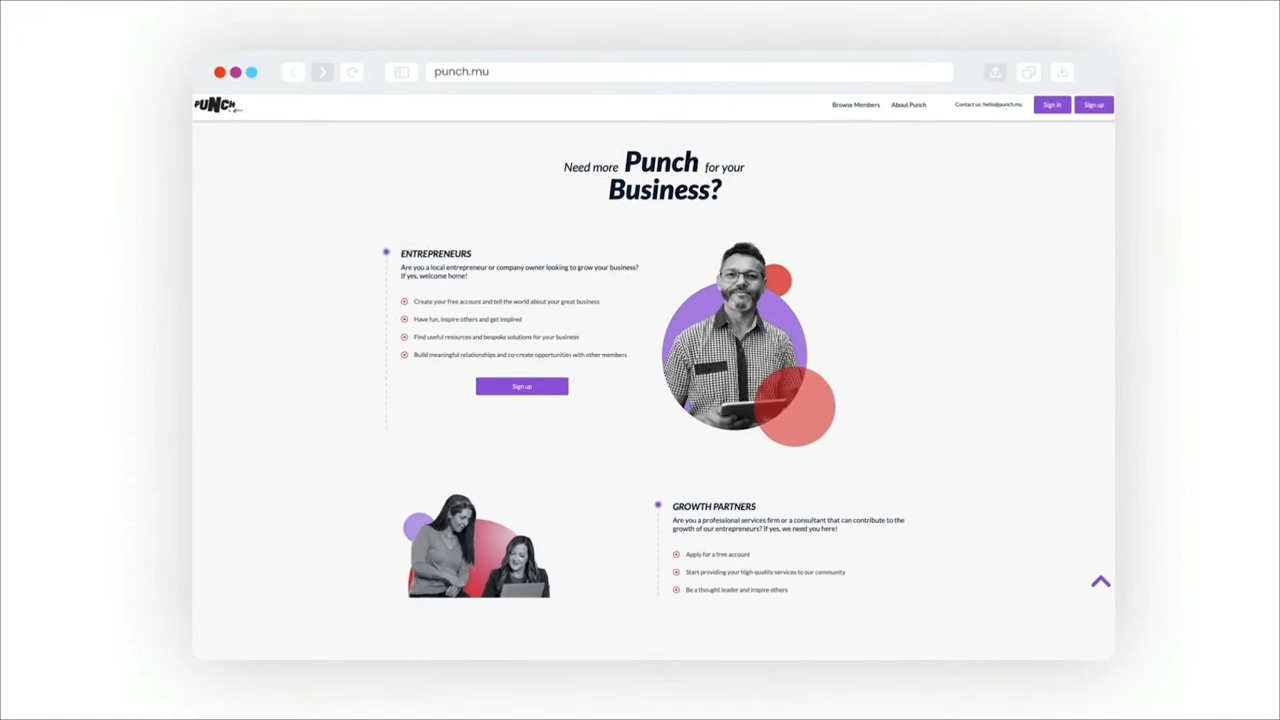 punch.mu
PUNCH
Browse Members
About Punch
Contact us: hello@punch.mu
Sign in
Sign up
Need more Punch for your
Business?
ENTREPRENEURS
Are you a local entrepreneur or company owner looking to grow your business?
If yes, welcome home!
Create your free account and tell the world about your great business
Have fun, inspire others and get inspired
Find useful resources and bespoke solutions for your business
Build meaningful relationships and co-create opportunities with other members
Sign up
GROWTH PARTNERS
Are you a professional services firm or a consultant that can contribute to the
growth of our entrepreneurs? If yes, we need you here!
Apply for a free account
Start providing your high-quality services to our community
Be a thought leader and inspire others